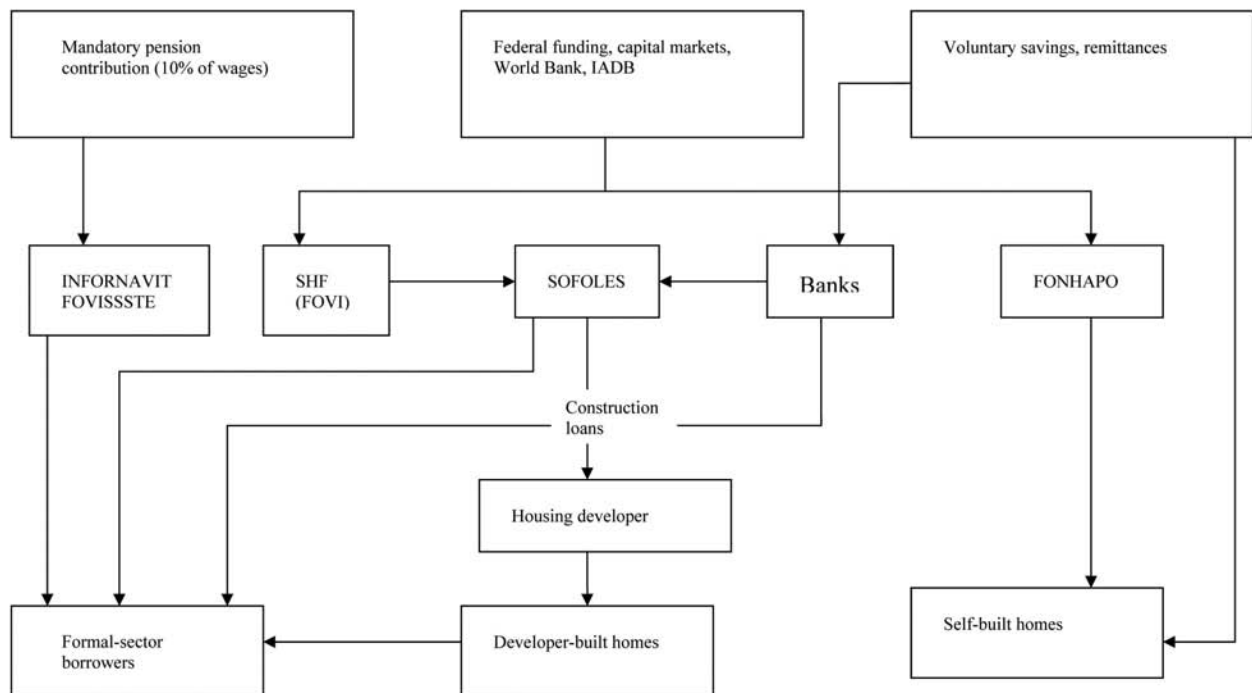 Mandatory pension
contribution (10% of wages)
Federal funding, capital markets,
World Bank, IADB
Voluntary savings, remittances
INFORNAVIT
FOVISSSTE
SHF
(FOVI)
SOFOLES
Banks
FONHAPO
Construction
loans
Housing developer
Formal-sector
borrowers
Developer-built homes
Self-built homes